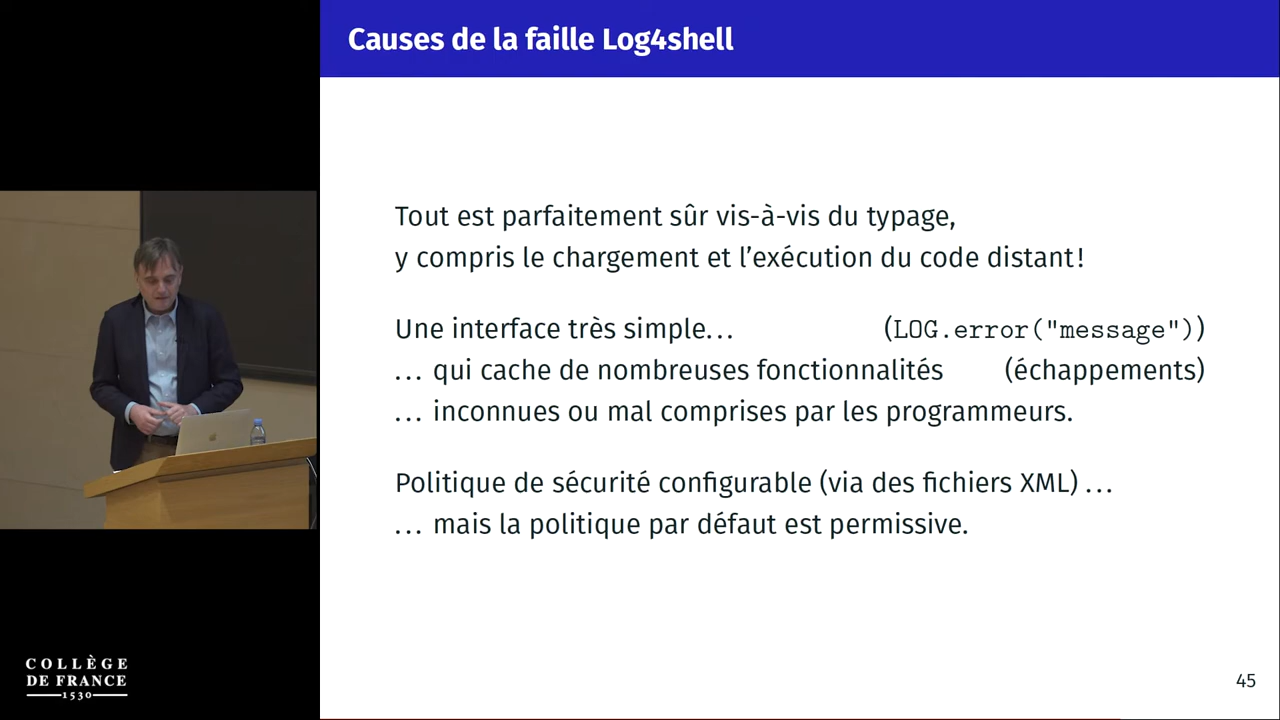 Causes de la faille Log4shell
Tout est parfaitement sûr vis-à-vis du typage,
y compris le chargement et l'exécution du code distant !
Une interface très simple... (LOG.error("message"))
... qui cache de nombreuses fonctionnalités (échappements)
... inconnues ou mal comprises par les programmeurs.
Politique de sécurité configurable (via des fichiers XML) ...
... mais la politique par défaut est permissive.
COLLÈGE
DE FRANCE
1530
45